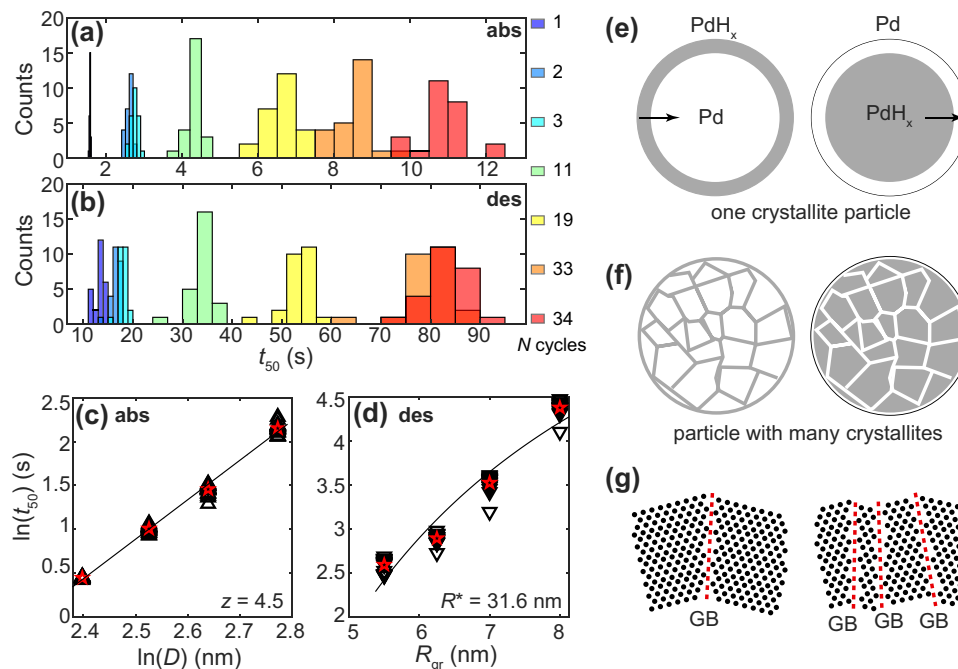 (a)
abs
Counts
20
15
10
5
0
2
4
6
8
10
12
1
2
3
11
19
33
34
N cycles
(b)
des
Counts
20
15
10
5
0
10
20
30
40
50
60
70
80
90
t50 (s)
(c) abs
ln(t50) (s)
2.5
2.0
1.5
1.0
0.5
0
2.4
2.5
2.6
2.7
2.8
z = 4.5
ln(D) (nm)
(d) des
4.5
4
3.5
3
2.5
2
5
6
7
8
R* = 31.6 nm
Rgr (nm)
(e)
PdHx
Pd
Pd
PdHx
one crystallite particle
(f)
particle with many crystallites
(g)
GB
GB GB GB